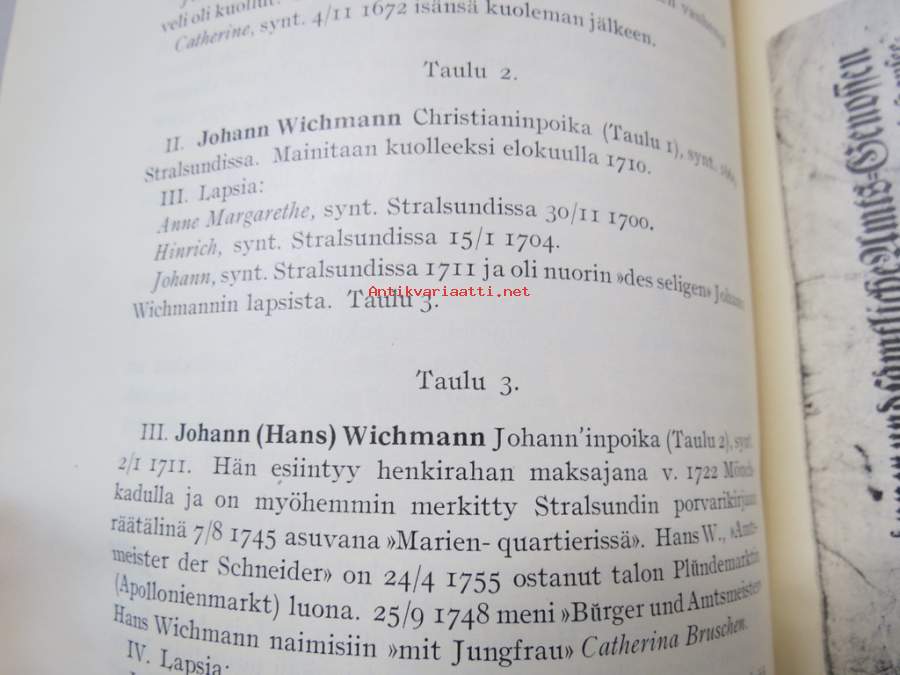 veli oli kuollut.
Catherine, synt. 4/11 1672 isänsä kuoleman jälkeen.
Taulu 2.
II. Johann Wichmann Christianinpoika (Taulu 1), synt.
Stralsundissa. Mainitaan kuolleeksi elokuulla 1710.
III. Lapsia:
Anne Margarethe, synt. Stralsundissa 30/11 1700.
Hinrich, synt. Stralsundissa 15/1 1704.
Johann, synt. Stralsundissa 1711 ja oli nuorin »des seligen» Johann
Wichmannin lapsista. Taulu 3.
Antikvariaatti.net
Taulu 3.
III. Johann (Hans) Wichmann Johann'inpoika (Taulu 2), synt.
2/1 1711. Hän esiintyy henkirahan maksajana v. 1722 Mönch-
kadulla ja on myöhemmin merkitty Stralsundin porvarikirjaan
räätälinä 7/8 1745 asuvana »Marien- quartierissä». Hans W., »Amts-
meister der Schneider» on 24/4 1755 ostanut talon Plündemarktin
(Apollonienmarkt) luona. 25/9 1748 meni »Bürger und Amtsmeister»
Hans Wichmann naimisiin »mit Jungfrau» Catherina Bruschen.
IV. Lapsia:
sämtliche Amts-Genossen